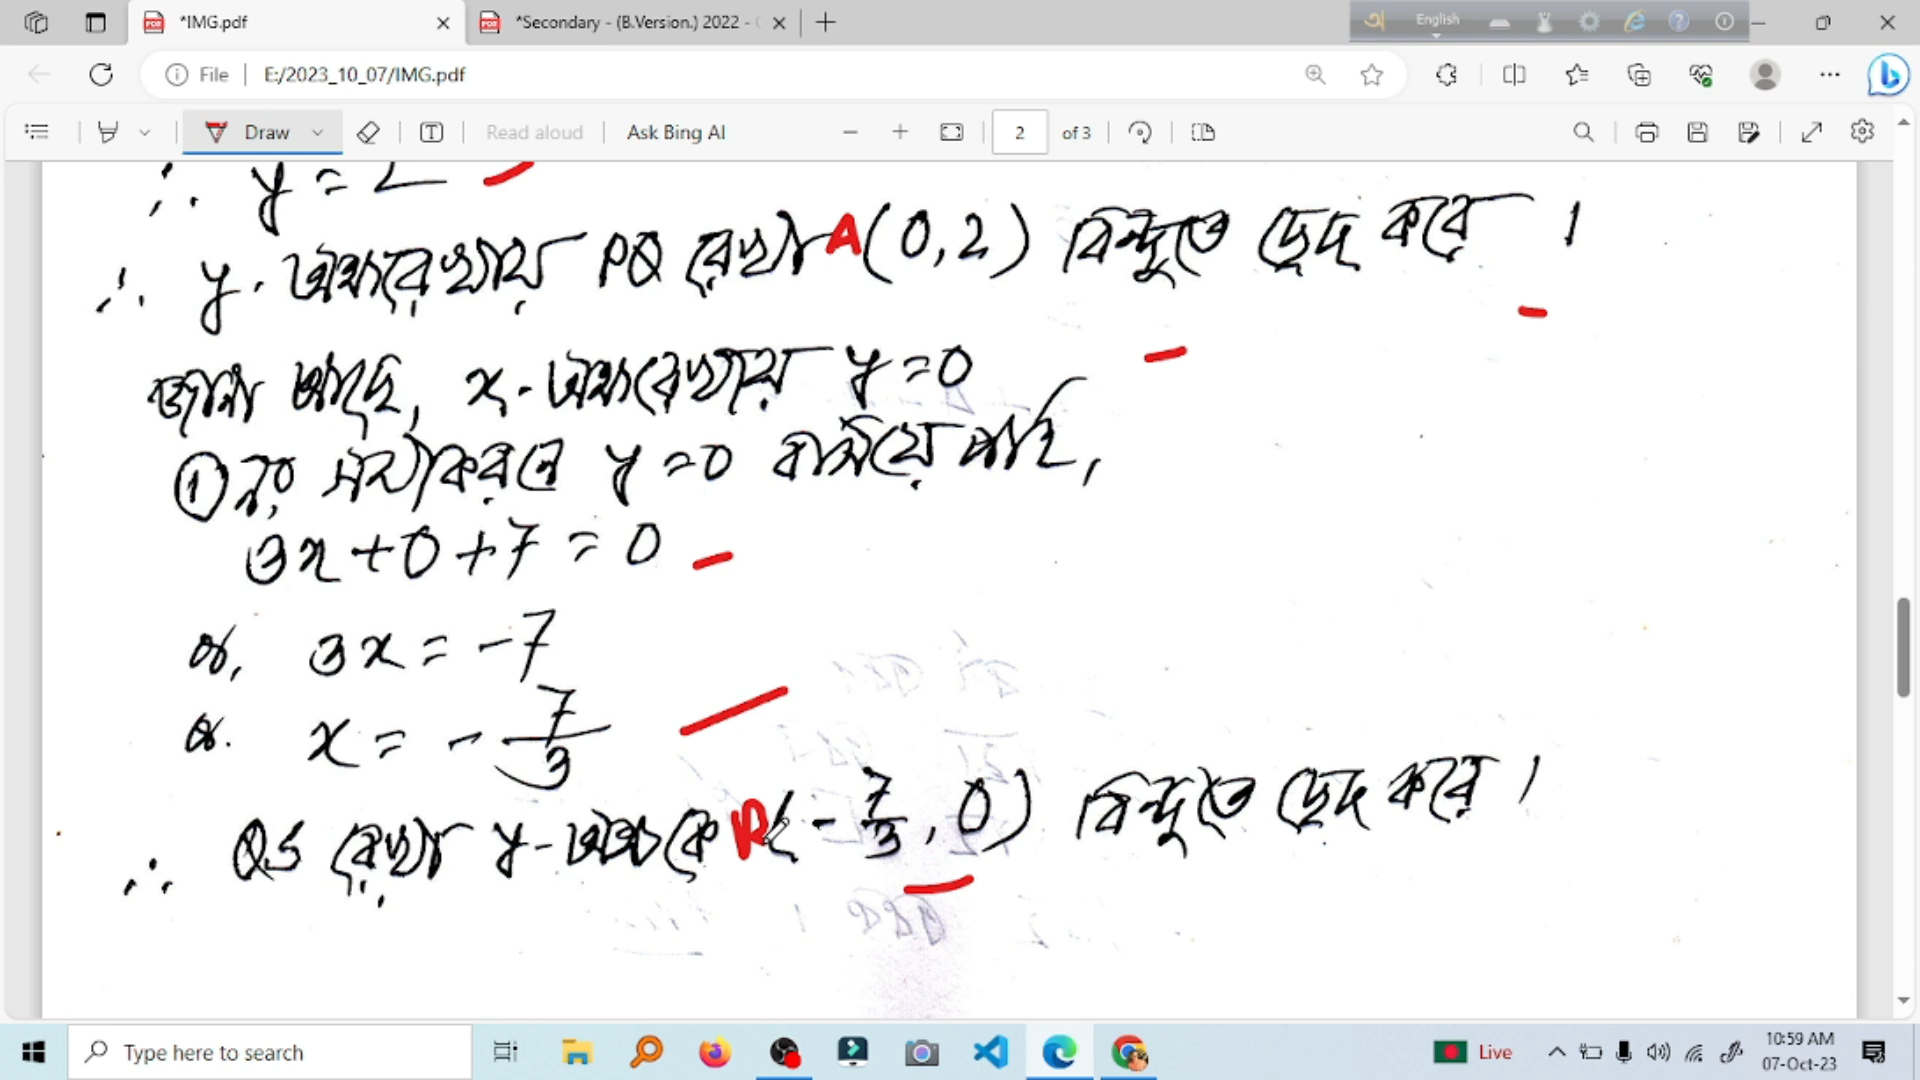 *IMG.pdf
*Secondary - (B.Version.) 2022 -
English
File
E:/2023_10_07/IMG.pdf
Draw
Read aloud
Ask Bing AI
2 of 3
∴ y = 2
∴ y-অক্ষরেখায় PQ রেখা A(0,2) বিন্দুতে ছেদ করে।
x-অক্ষরেখায় y=0
① নং সমীকরণে y=0 বসিয়ে পাই,
3x+0+7 = 0
বা, 3x = -7
বা, x = -7/3
∴ QS রেখা y-অক্ষকে R(-7/3, 0) বিন্দুতে ছেদ করে।
Type here to search
Live
10:59 AM
07-Oct-23